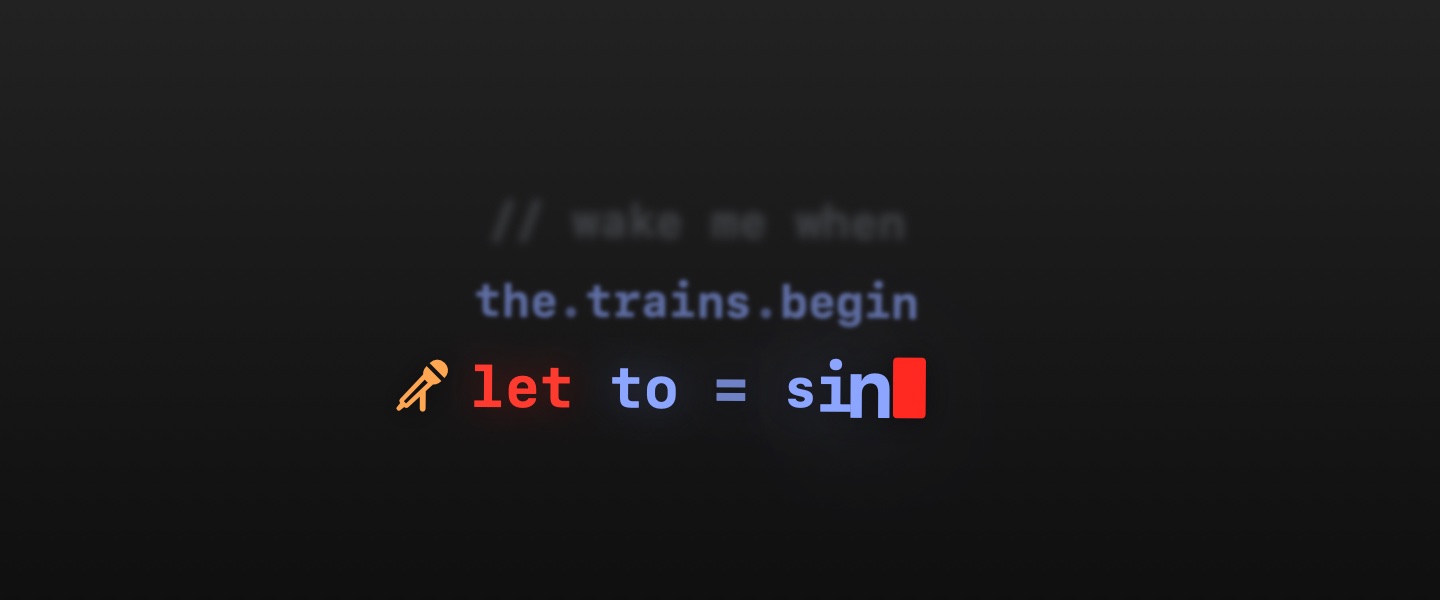 // wake me when
the.trains.begin
let to = sin